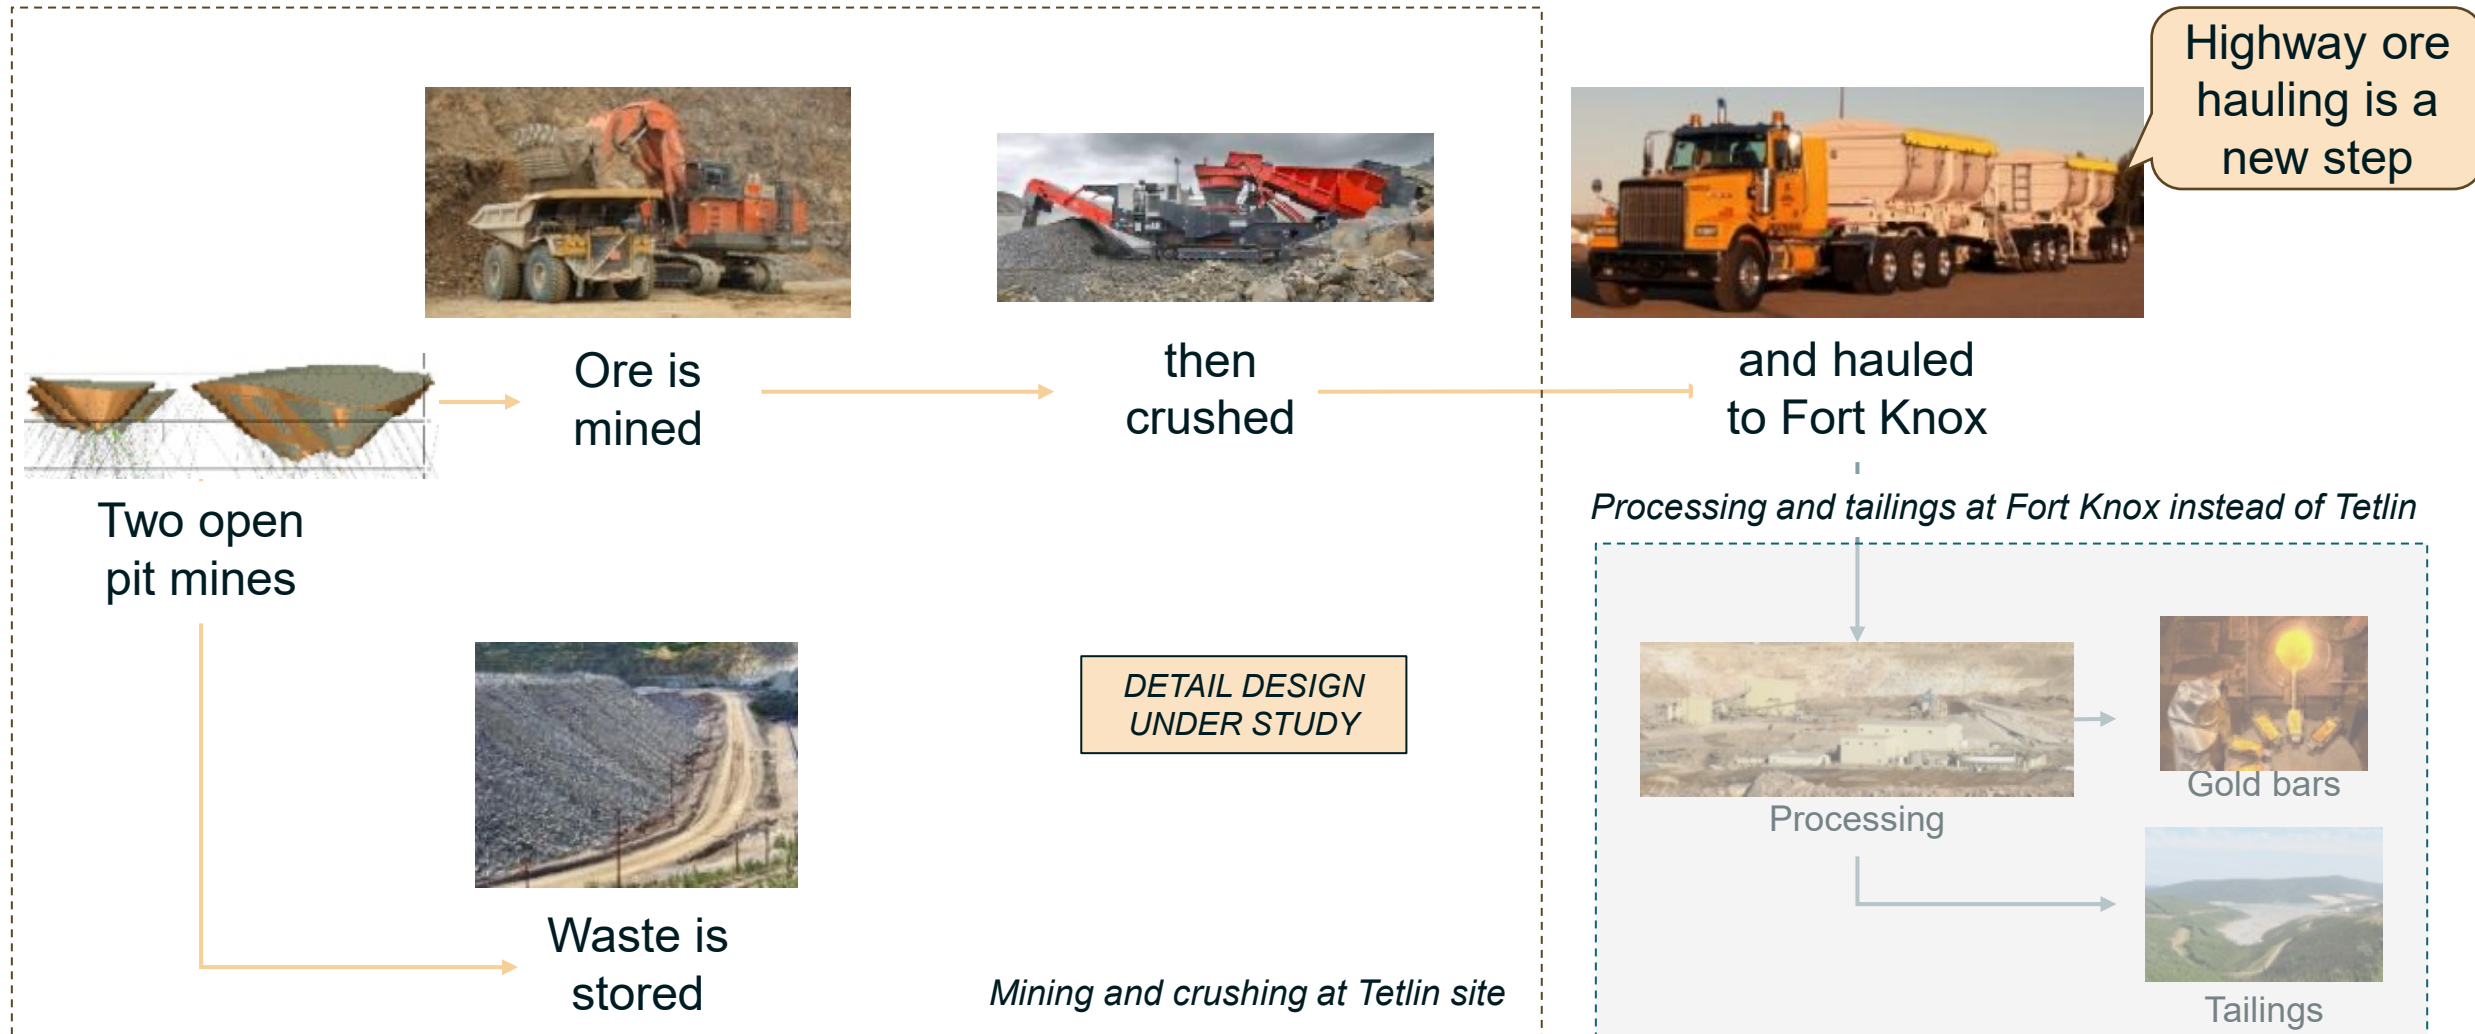 Highway ore
hauling is a
new step
Ore is
mined
then
crushed
and hauled
to Fort Knox
Two open
pit mines
Processing and tailings at Fort Knox instead of Tetlin
DETAIL DESIGN
UNDER STUDY
Gold bars
Processing
Waste is
stored
Mining and crushing at Tetlin site
Tailings